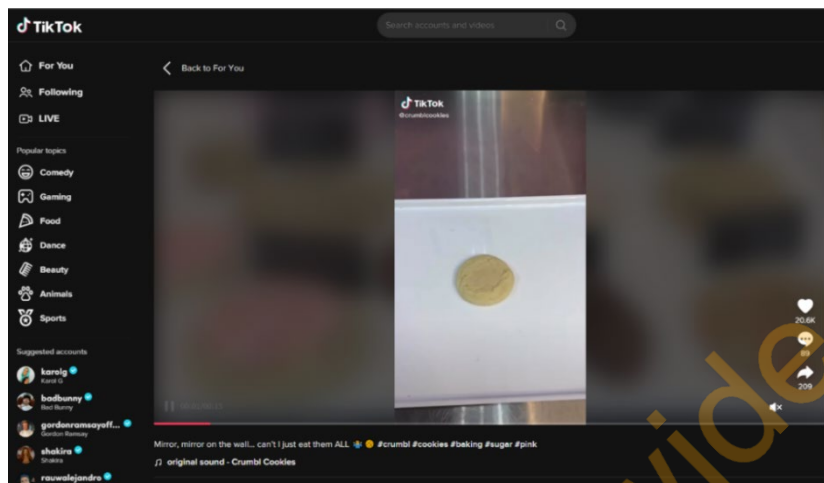 TikTok
Search accounts and videos
For You
Following
LIVE
Back to For You
TikTok
@crumblcookies
Popular topics
Comedy
Gaming
Food
Dance
Beauty
Animals
Sports
20.6K
209
Suggested accounts
karolg
Karol G
badbunny
Bad Bunny
gordonramsayoff...
Gordon Ramsay
shakira
Shakira
rauwalejandro
Mirror, mirror on the wall... can't I just eat them ALL #crumbl #cookies #baking #sugar #pink
original sound - Crumbl Cookies
vide